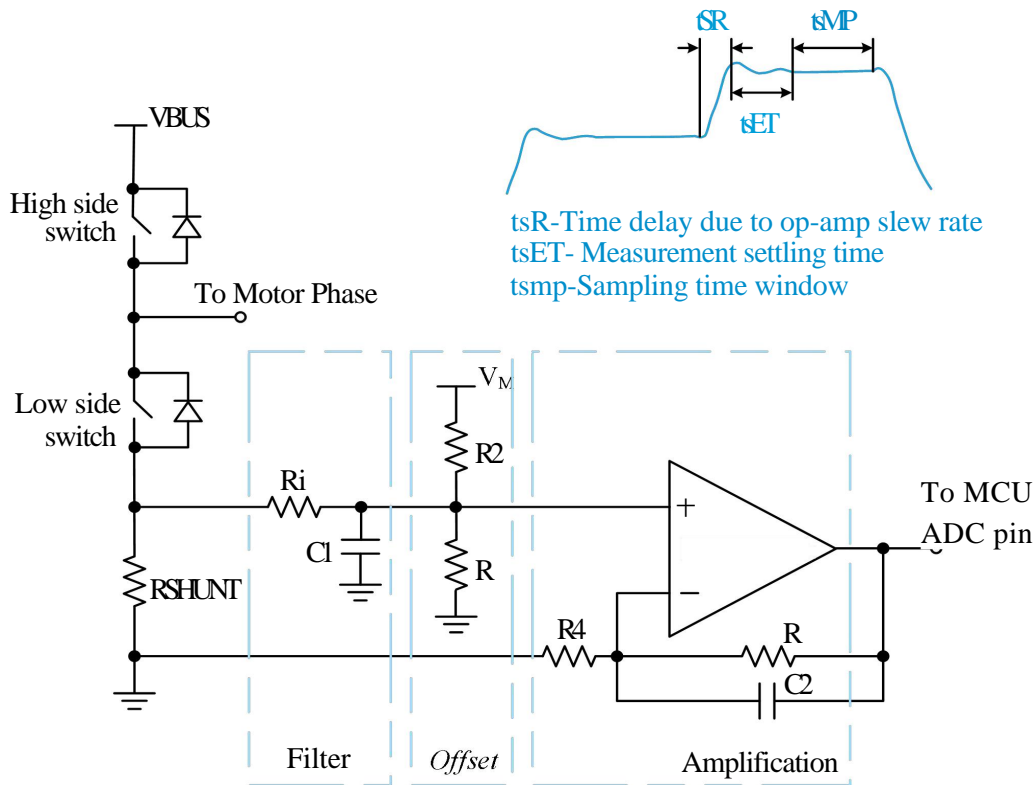 tSR
tsMP
tsET
VBUS
High side
switch
tsR-Time delay due to op-amp slew rate
tsET- Measurement settling time
tsmp-Sampling time window
To Motor Phase
Low side
switch
VM
R2
Ri
+
To MCU
ADC pin
C1
R
RSHUNT
−
R4
R
C2
Filter
Offset
Amplification